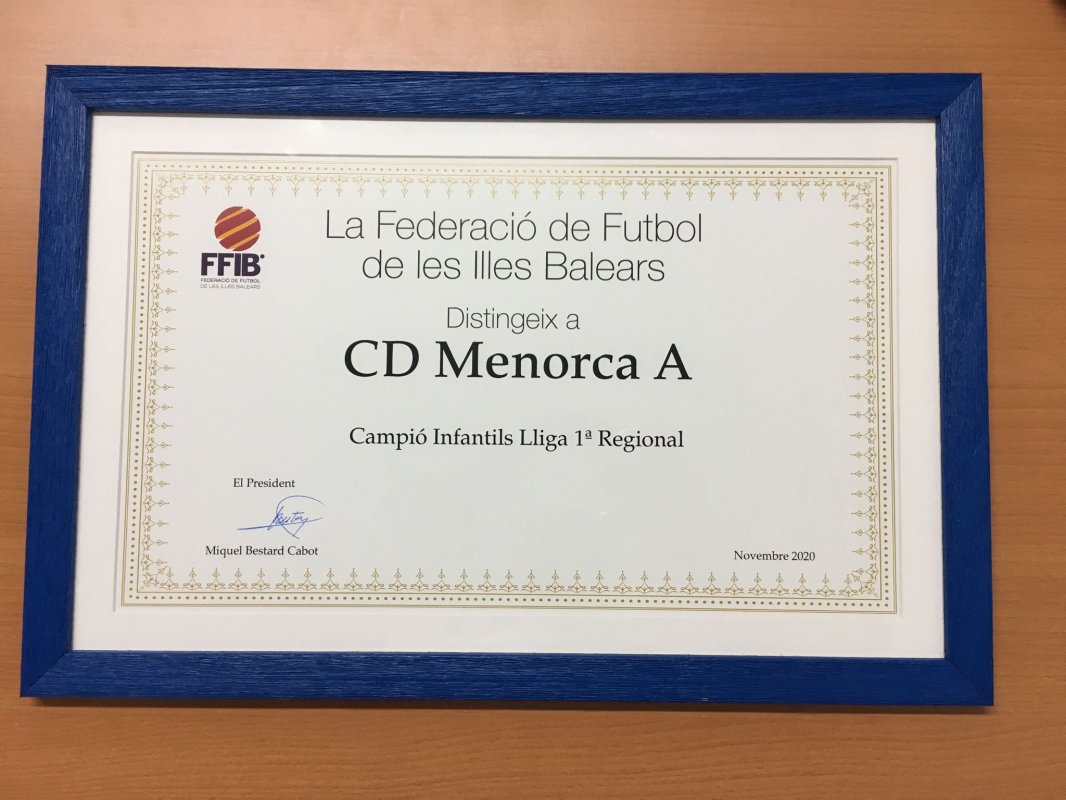 FFIB
FEDERACIÓ DE FUTBOL
DE LES ILLES BALEARS
La Federació de Futbol
de les Illes Balears
Distingeix a
CD Menorca A
Campió Infantils Lliga 1ª Regional
El President
Miquel Bestard Cabot
Novembre 2020